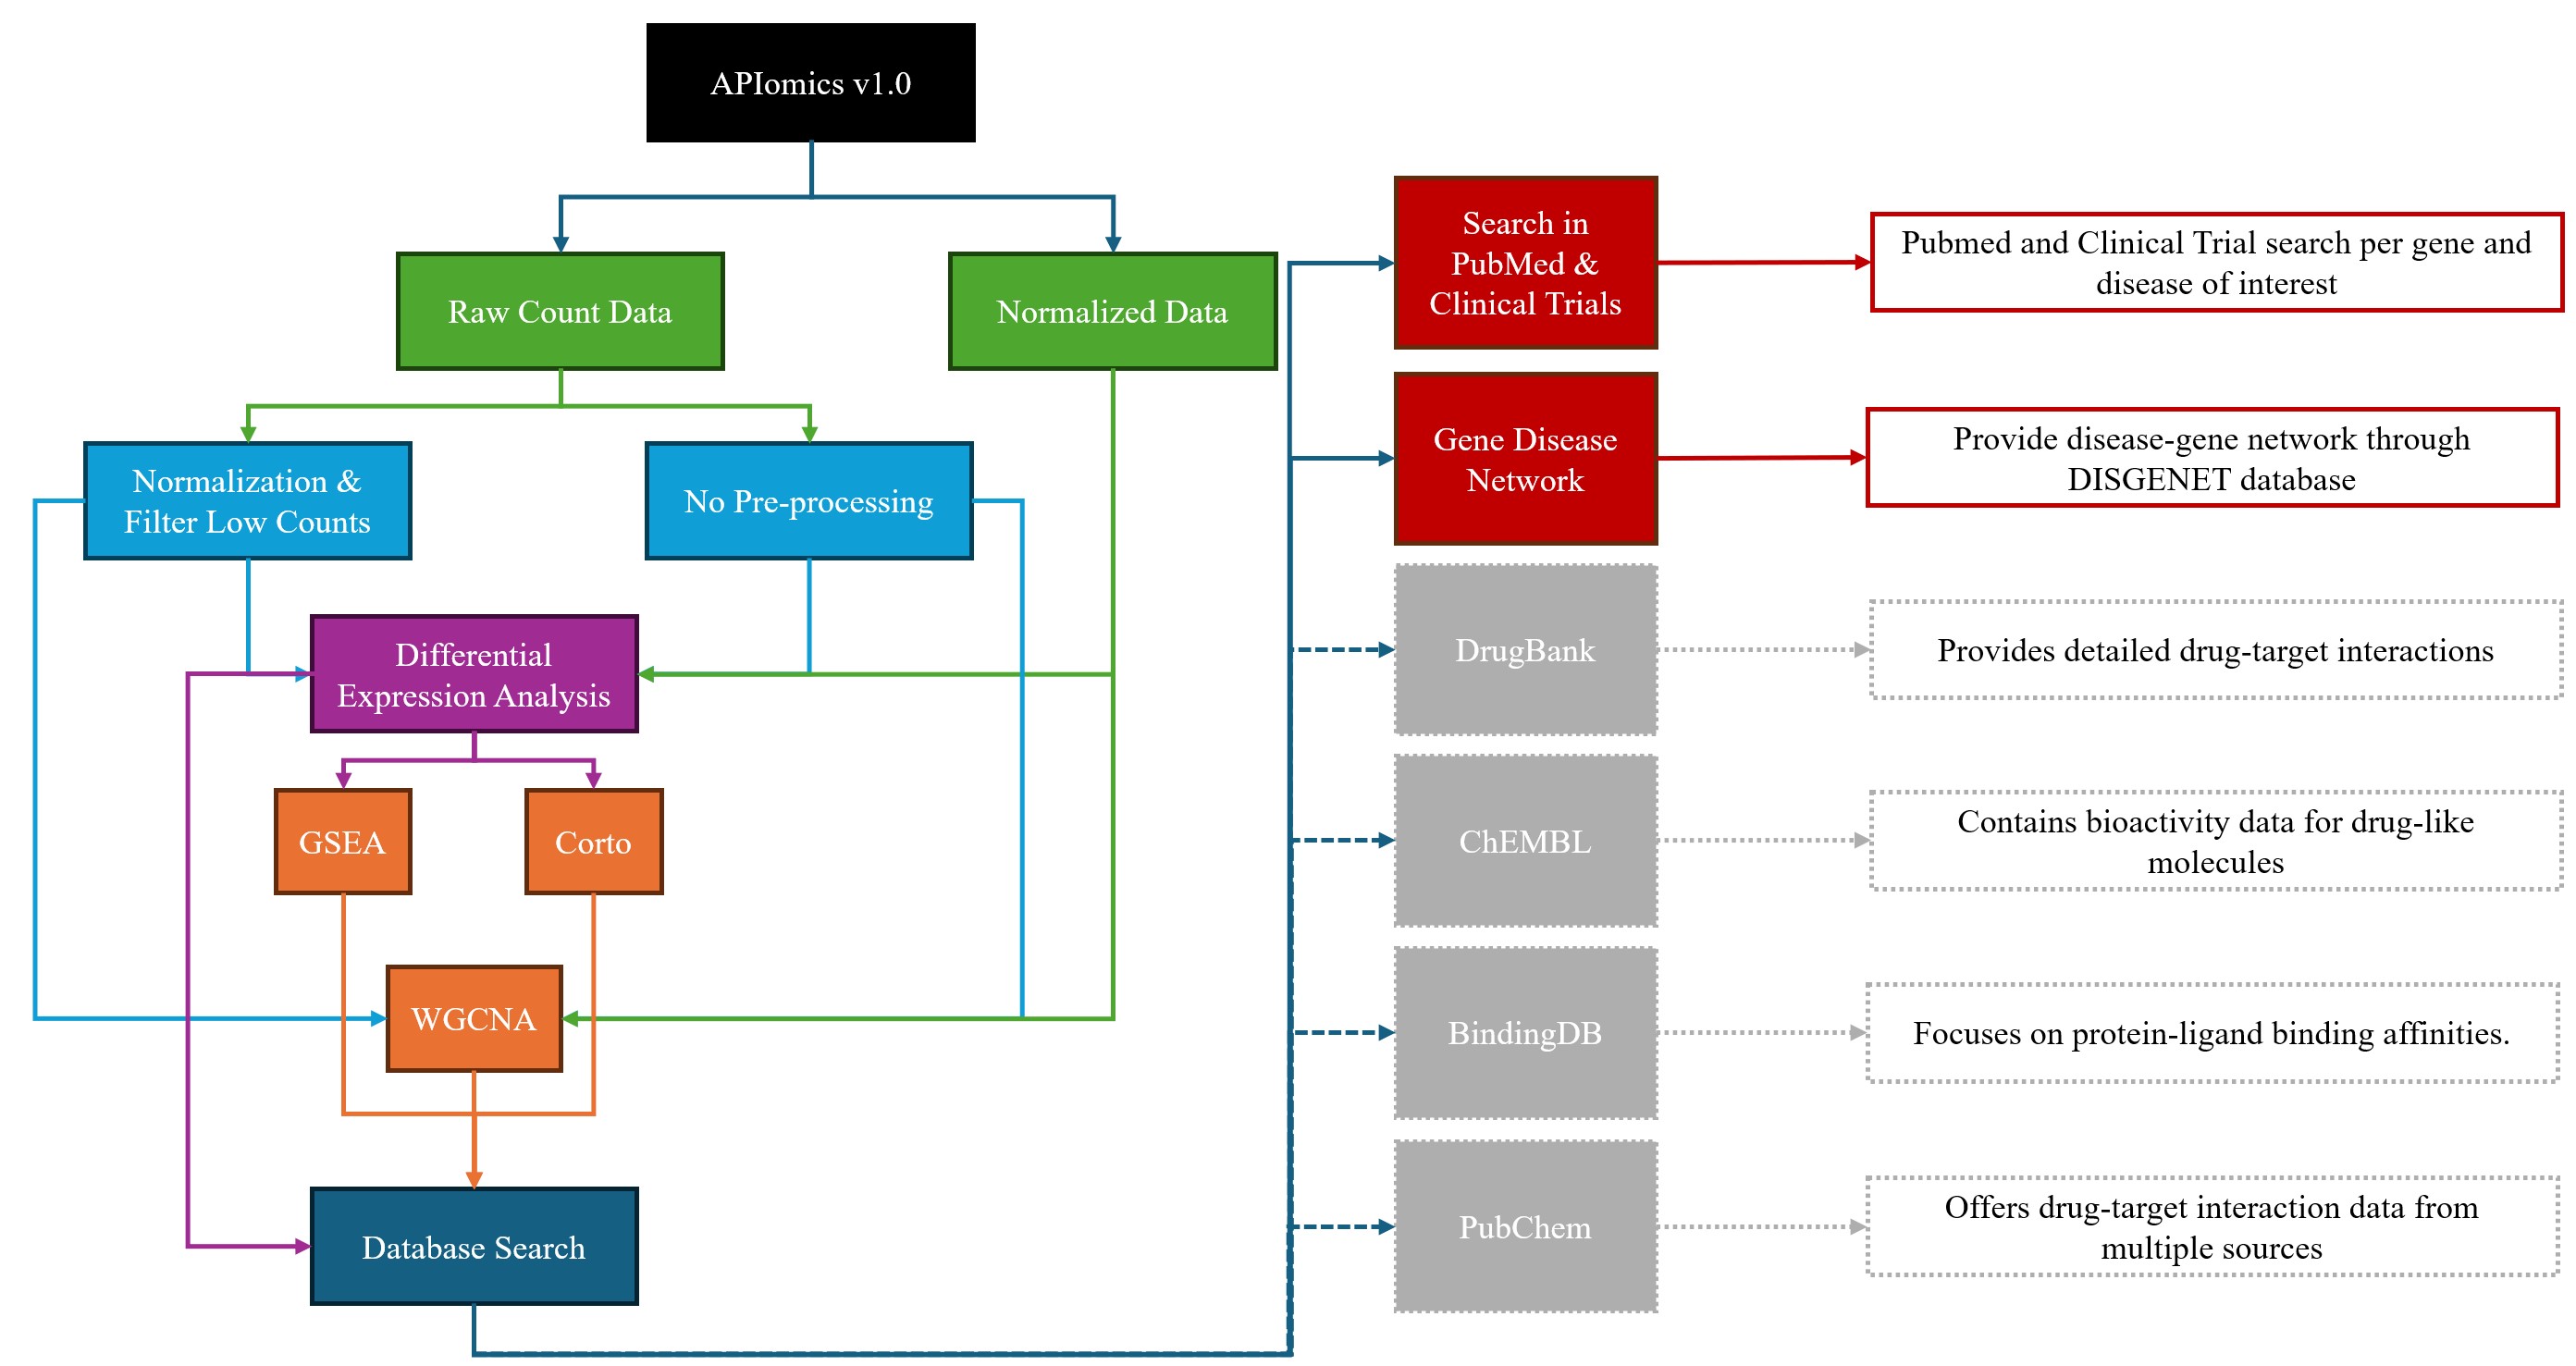 APIomics v1.0
Raw Count Data
Normalized Data
Normalization &
Filter Low Counts
No Pre-processing
Differential
Expression Analysis
GSEA
Corto
WGCNA
Database Search
Search in
PubMed &
Clinical Trials
Pubmed and Clinical Trial search per gene and
disease of interest
Gene Disease
Network
Provide disease-gene network through
DISGENET database
DrugBank
Provides detailed drug-target interactions
ChEMBL
Contains bioactivity data for drug-like
molecules
BindingDB
Focuses on protein-ligand binding affinities.
PubChem
Offers drug-target interaction data from
multiple sources